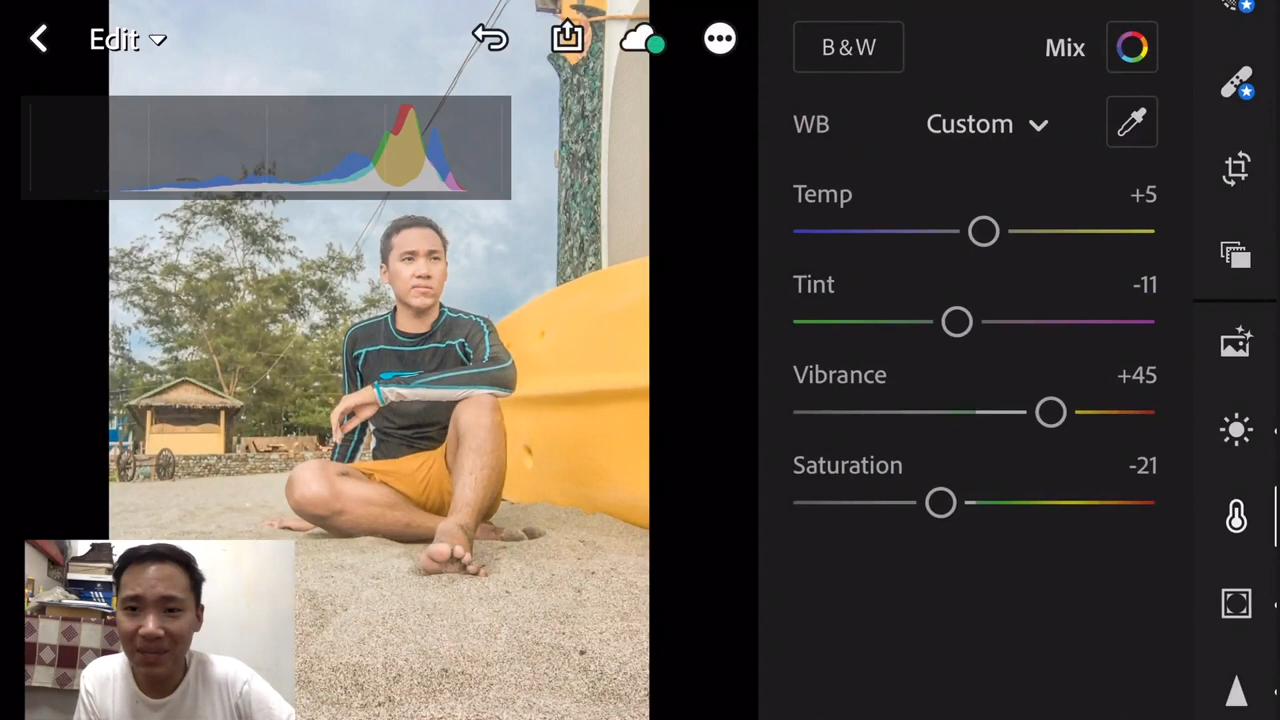 Edit
B&W
Mix
WB
Custom
Temp
+5
Tint
-11
Vibrance
+45
Saturation
-21